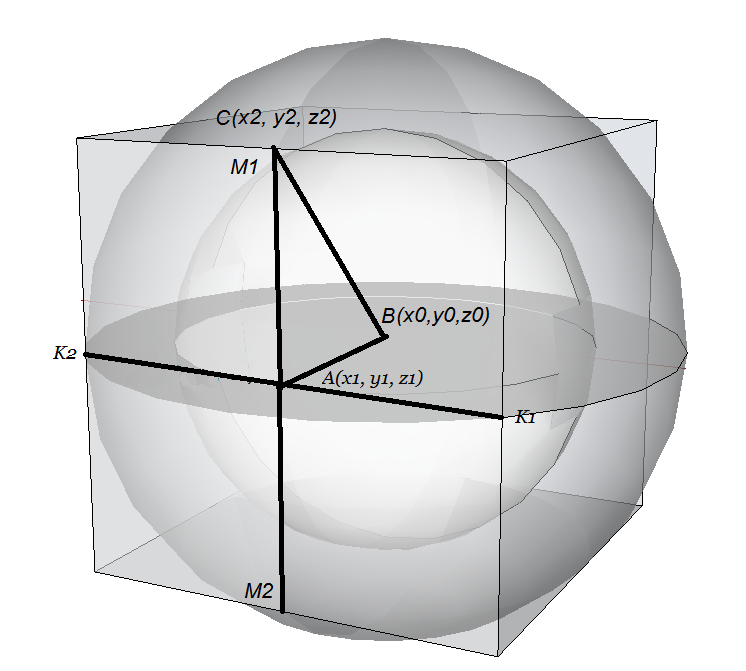 C(x2, y2, z2)
M1
B(x0,y0,z0)
K2
A(x1, y1, z1)
K1
M2